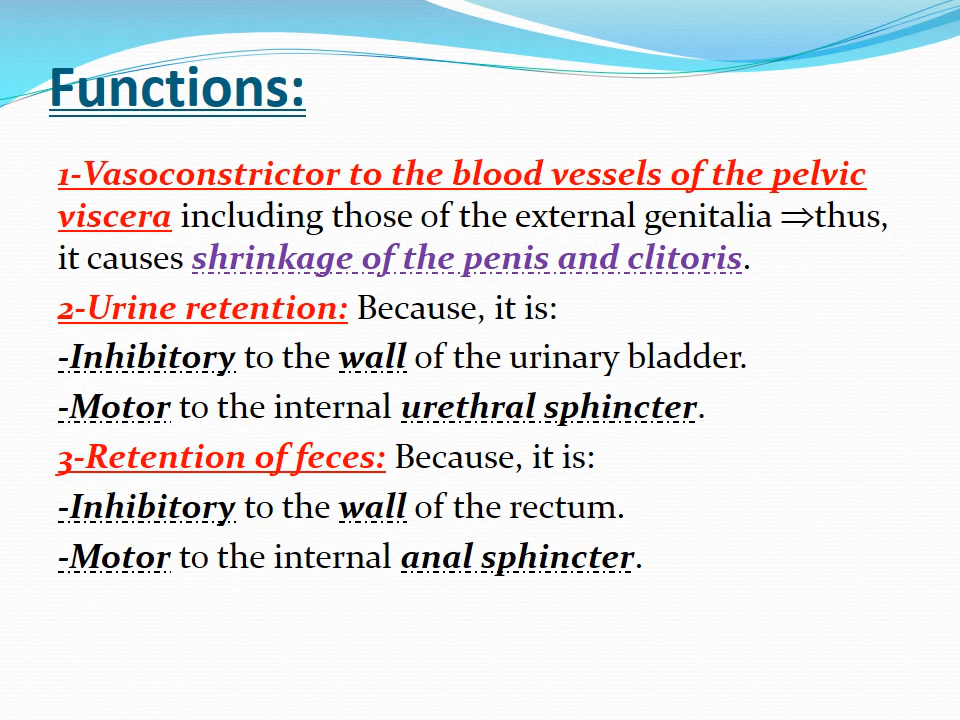 Functions:
1-Vasoconstrictor to the blood vessels of the pelvic
viscera including those of the external genitalia ⇒thus,
it causes shrinkage of the penis and clitoris.
2-Urine retention: Because, it is:
-Inhibitory to the wall of the urinary bladder.
-Motor to the internal urethral sphincter.
3-Retention of feces: Because, it is:
-Inhibitory to the wall of the rectum.
-Motor to the internal anal sphincter.